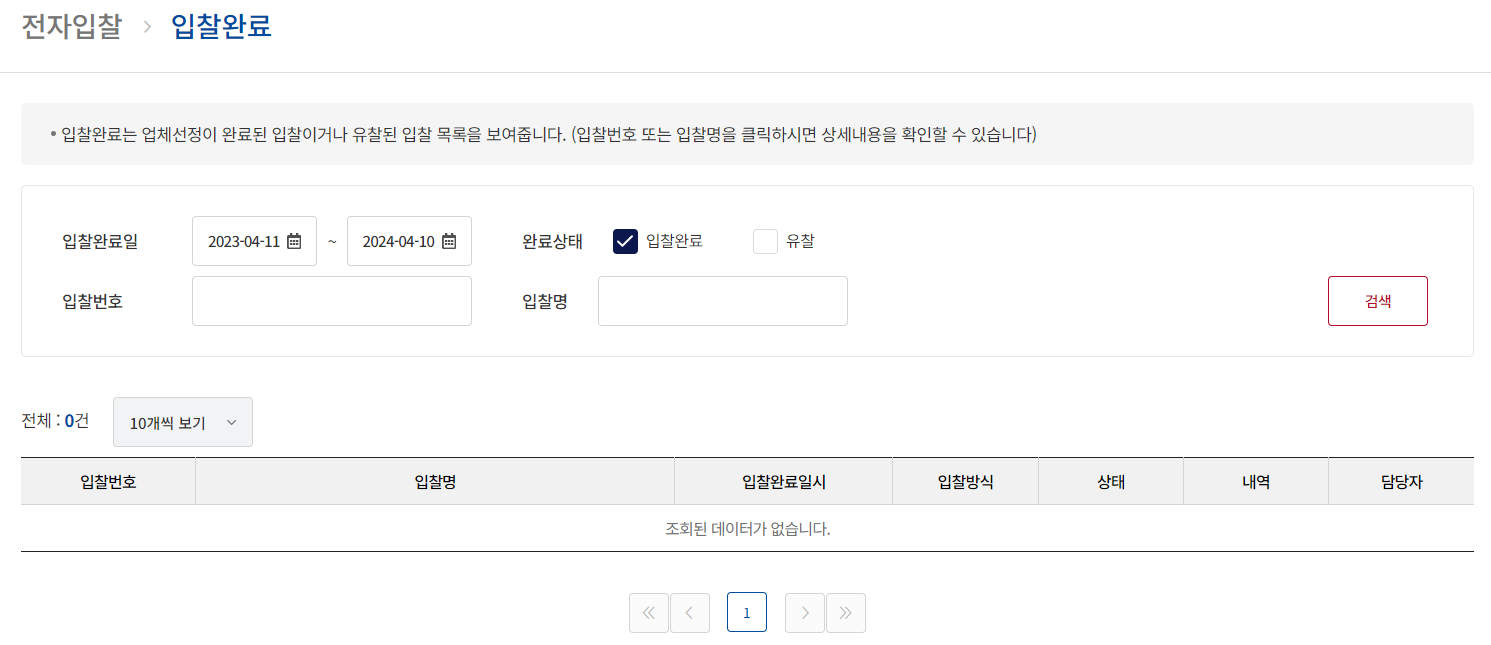 전자입찰 > 입찰완료
• 입찰완료는 업체선정이 완료된 입찰이거나 유찰된 입찰 목록을 보여줍니다. (입찰번호 또는 입찰명을 클릭하시면 상세내용을 확인할 수 있습니다)
입찰완료일 2023-04-11 ~ 2024-04-10 완료상태 입찰완료 유찰
입찰번호 입찰명 검색
전체 : 0건 10개씩 보기
입찰번호 입찰명 입찰완료일시 입찰방식 상태 내역 담당자
조회된 데이터가 없습니다.
« < 1 > »